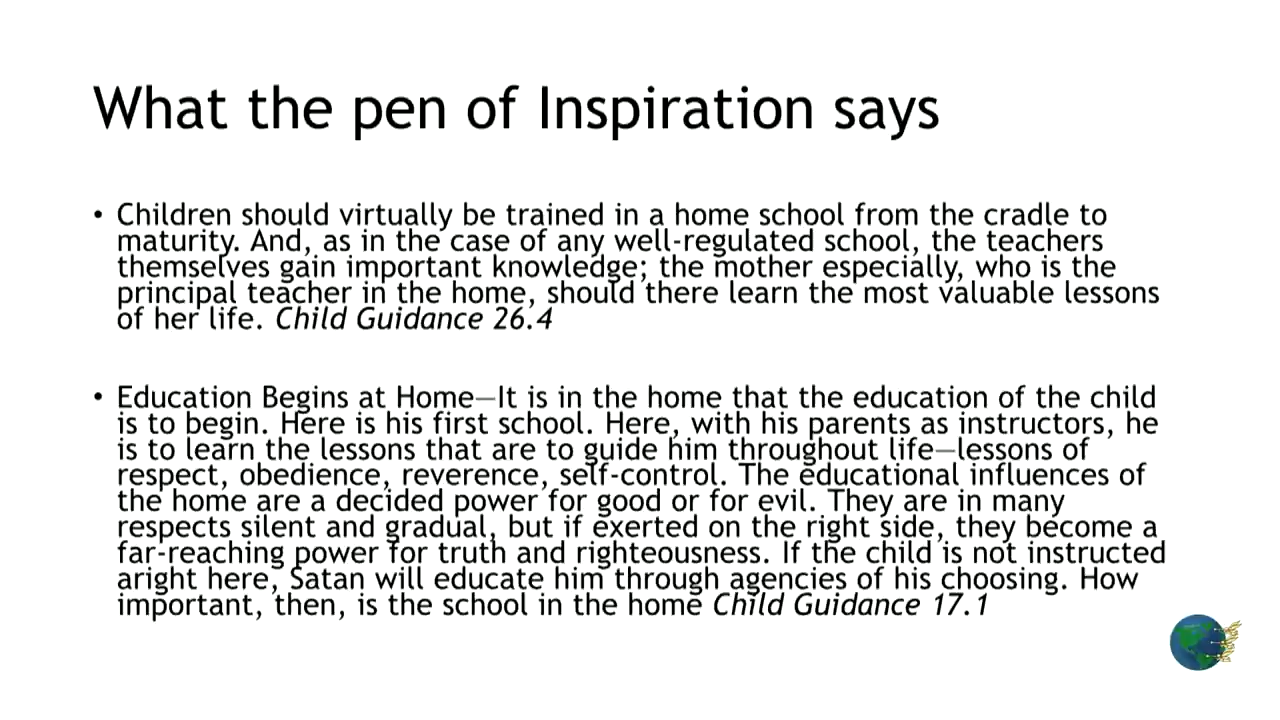 What the pen of Inspiration says
• Children should virtually be trained in a home school from the cradle to
maturity. And, as in the case of any well-regulated school, the teachers
themselves gain important knowledge; the mother especially, who is the
principal teacher in the home, should there learn the most valuable lessons
of her life. Child Guidance 26.4
• Education Begins at Home—It is in the home that the education of the child
is to begin. Here is his first school. Here, with his parents as instructors, he
is to learn the lessons that are to guide him throughout life—lessons of
respect, obedience, reverence, self-control. The educational influences of
the home are a decided power for good or for evil. They are in many
respects silent and gradual, but if exerted on the right side, they become a
far-reaching power for truth and righteousness. If the child is not instructed
aright here, Satan will educate him through agencies of his choosing. How
important, then, is the school in the home Child Guidance 17.1